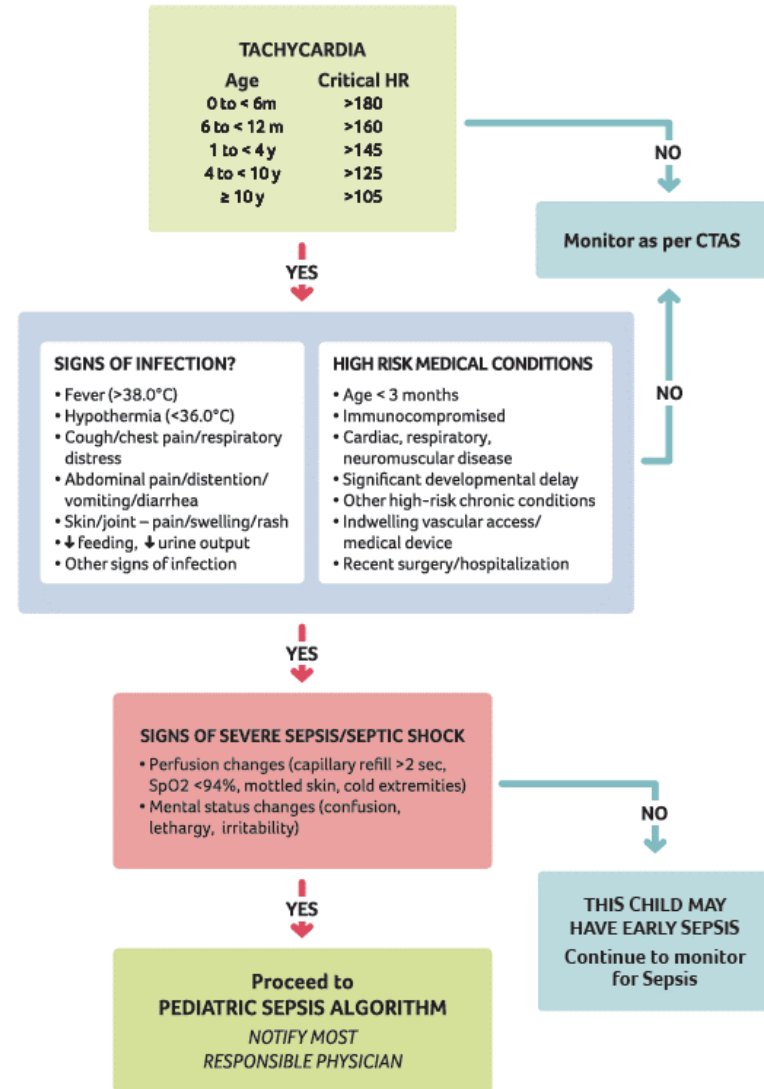 TACHYCARDIA
Age Critical HR
0 to < 6m >180
6 to < 12 m >160
1 to < 4 y >145
4 to < 10 y >125
≥ 10 y >105
NO
Monitor as per CTAS
YES
SIGNS OF INFECTION?
• Fever (>38.0°C)
• Hypothermia (<36.0°C)
• Cough/chest pain/respiratory
distress
• Abdominal pain/distention/
vomiting/diarrhea
• Skin/joint – pain/swelling/rash
• ↓ feeding, ↓ urine output
• Other signs of infection
HIGH RISK MEDICAL CONDITIONS
• Age < 3 months
• Immunocompromised
• Cardiac, respiratory,
neuromuscular disease
• Significant developmental delay
• Other high-risk chronic conditions
• Indwelling vascular access/
medical device
• Recent surgery/hospitalization
NO
YES
SIGNS OF SEVERE SEPSIS/SEPTIC SHOCK
• Perfusion changes (capillary refill >2 sec,
SpO2 <94%, mottled skin, cold extremities)
• Mental status changes (confusion,
lethargy, irritability)
NO
THIS CHILD MAY
HAVE EARLY SEPSIS
Continue to monitor
for Sepsis
YES
Proceed to
PEDIATRIC SEPSIS ALGORITHM
NOTIFY MOST
RESPONSIBLE PHYSICIAN